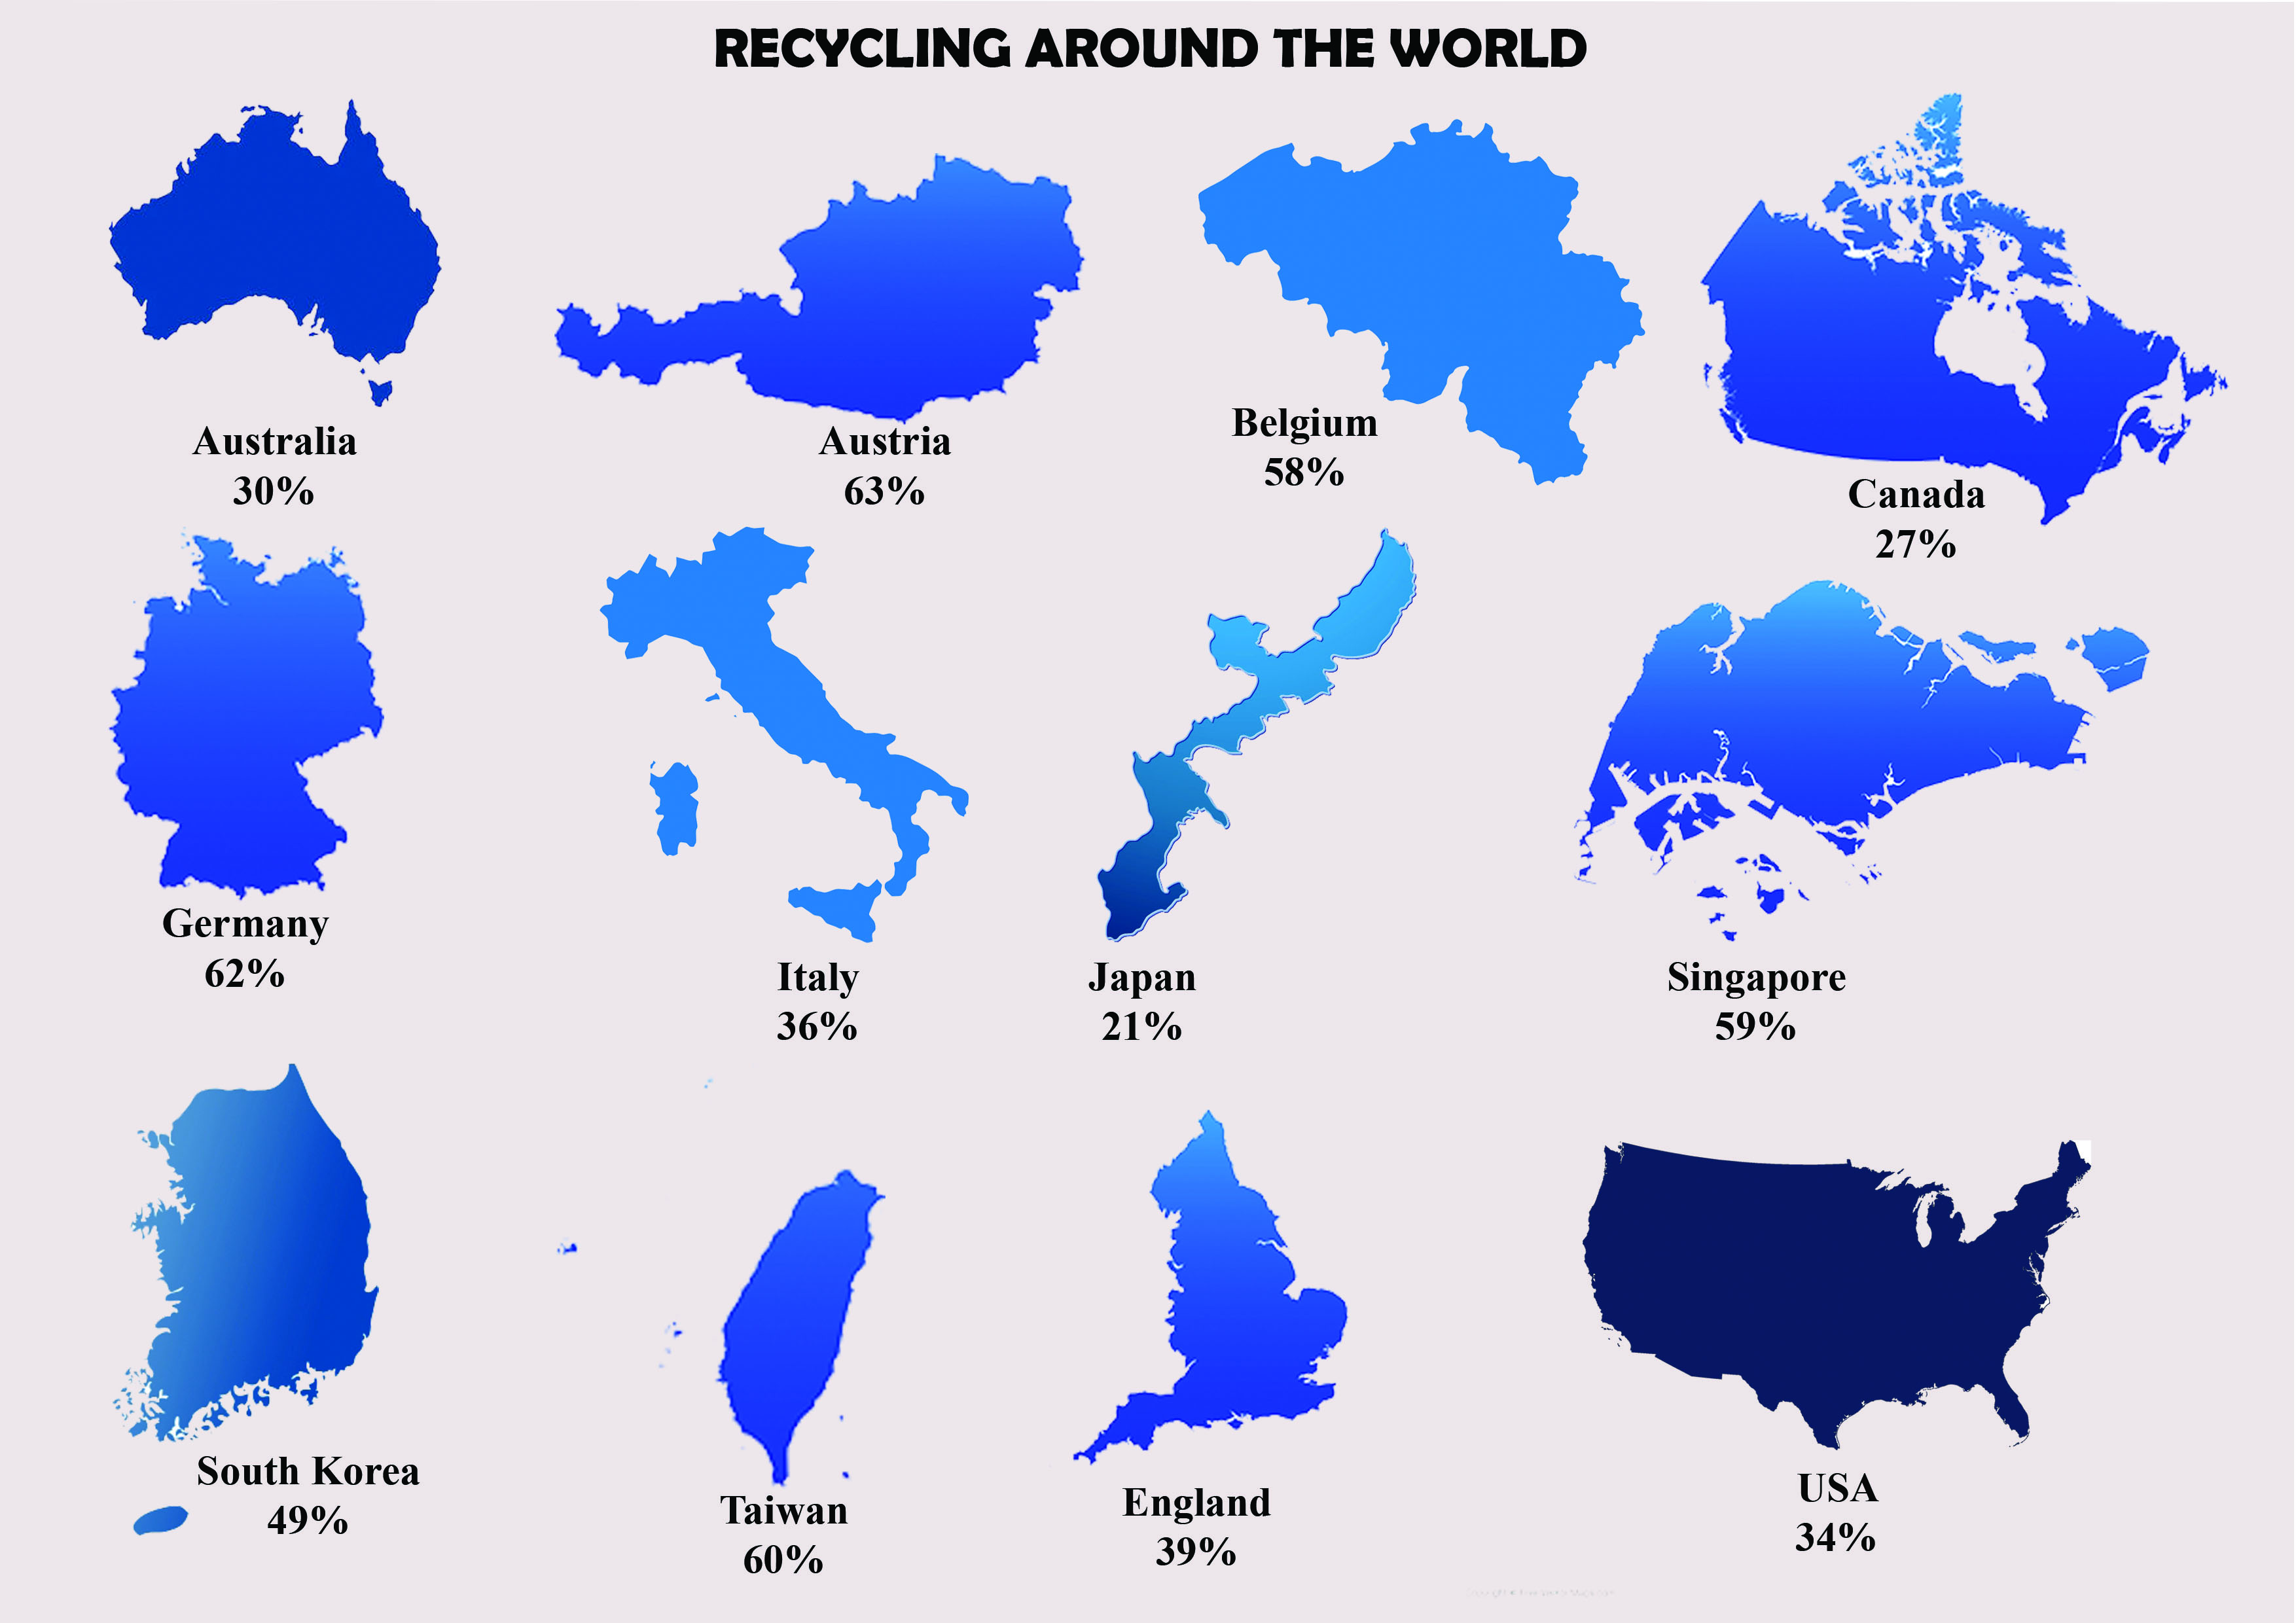 RECYCLING AROUND THE WORLD
Australia
30%
Austria
63%
Belgium
58%
Canada
27%
Germany
62%
Italy
36%
Japan
21%
Singapore
59%
South Korea
49%
Taiwan
60%
England
39%
USA
34%